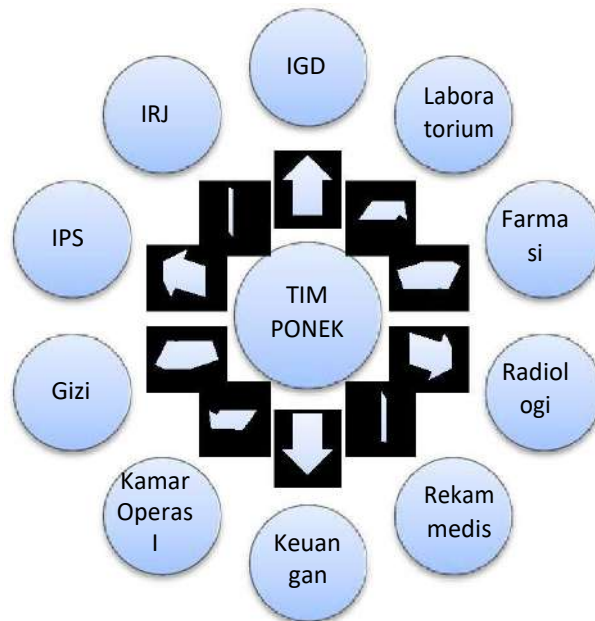 IGD
Labora
torium
Farma
si
Radiol
ogi
Rekam
medis
Keuan
gan
Kamar
Operas
I
Gizi
IPS
IRJ
TIM
PONEK